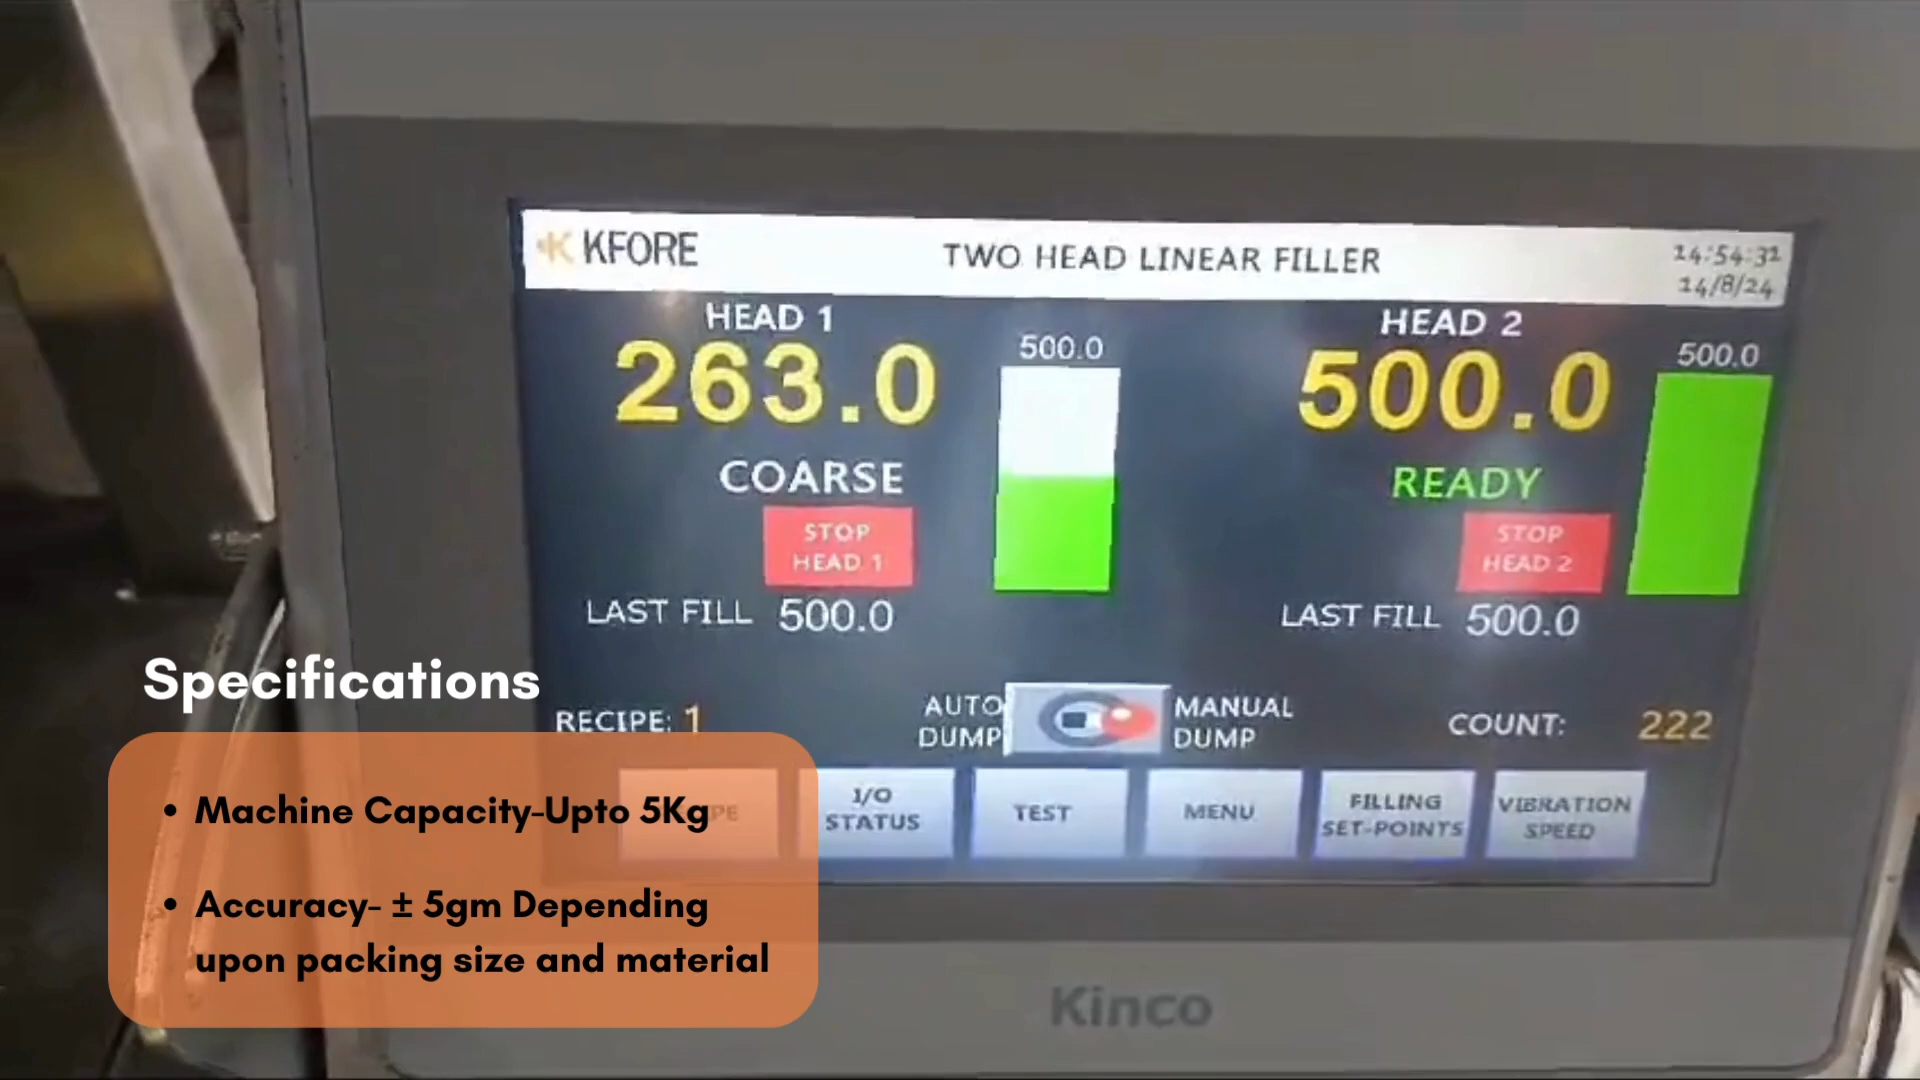 KFORE
TWO HEAD LINEAR FILLER
14:54:31
14/8/24
HEAD 1
263.0
500.0
COARSE
STOP
HEAD 1
LAST FILL 500.0
HEAD 2
500.0
500.0
READY
STOP
HEAD 2
LAST FILL 500.0
RECIPE: 1
AUTO
DUMP
MANUAL
DUMP
COUNT: 222
I/O
STATUS
TEST
MENU
FILLING
SET-POINTS
VIBRATION
SPEED
Kinco
Specifications
• Machine Capacity-Upto 5Kg
• Accuracy- ± 5gm Depending
upon packing size and material